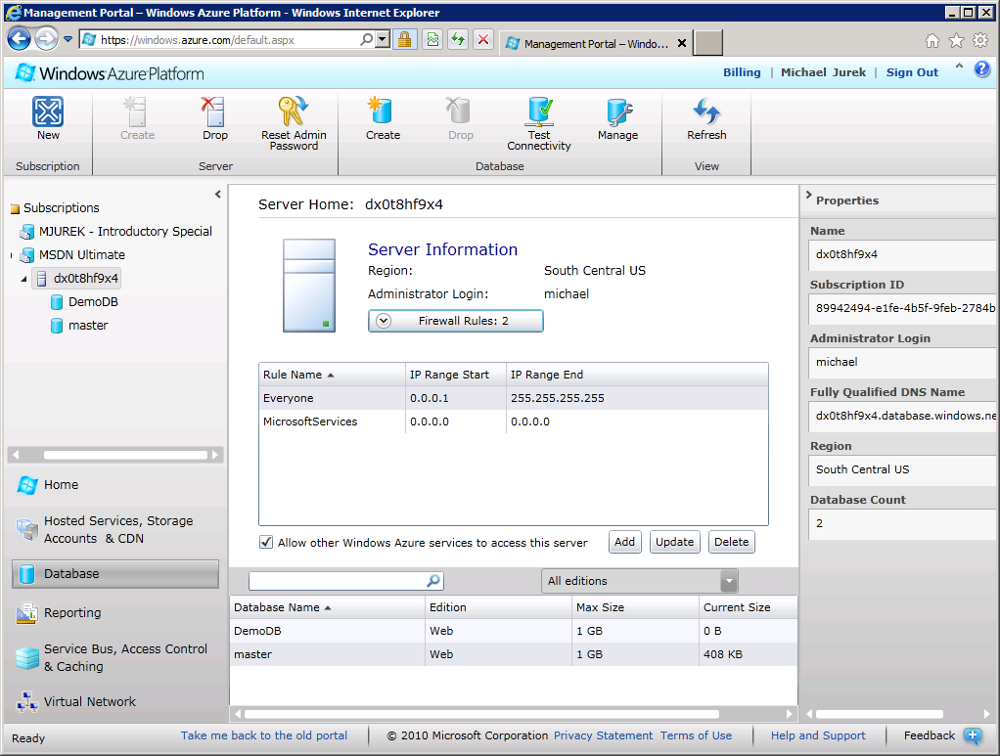 Management Portal – Windows Azure Platform - Windows Internet Explorer
https://windows.azure.com/default.aspx
Management Portal – Windo...
Windows Azure Platform
Billing | Michael Jurek | Sign Out
New
Create
Drop
Reset Admin Password
Create
Drop
Test Connectivity
Manage
Refresh
Subscription
Server
Database
View
Subscriptions
MJUREK - Introductory Special
MSDN Ultimate
dx0t8hf9x4
DemoDB
master
Home
Hosted Services, Storage
Accounts & CDN
Database
Reporting
Service Bus, Access Control
& Caching
Virtual Network
Server Home: dx0t8hf9x4
Server Information
Region: South Central US
Administrator Login: michael
Firewall Rules: 2
Rule Name IP Range Start IP Range End
Everyone 0.0.0.1 255.255.255.255
MicrosoftServices 0.0.0.0 0.0.0.0
Allow other Windows Azure services to access this server
Add Update Delete
All editions
Database Name Edition Max Size Current Size
DemoDB Web 1 GB 0 B
master Web 1 GB 408 KB
Properties
Name
dx0t8hf9x4
Subscription ID
89942494-e1fe-4b5f-9feb-2784b
Administrator Login
michael
Fully Qualified DNS Name
dx0t8hf9x4.database.windows.ne
Region
South Central US
Database Count
2
Ready
Take me back to the old portal
© 2010 Microsoft Corporation Privacy Statement Terms of Use
Help and Support
Feedback